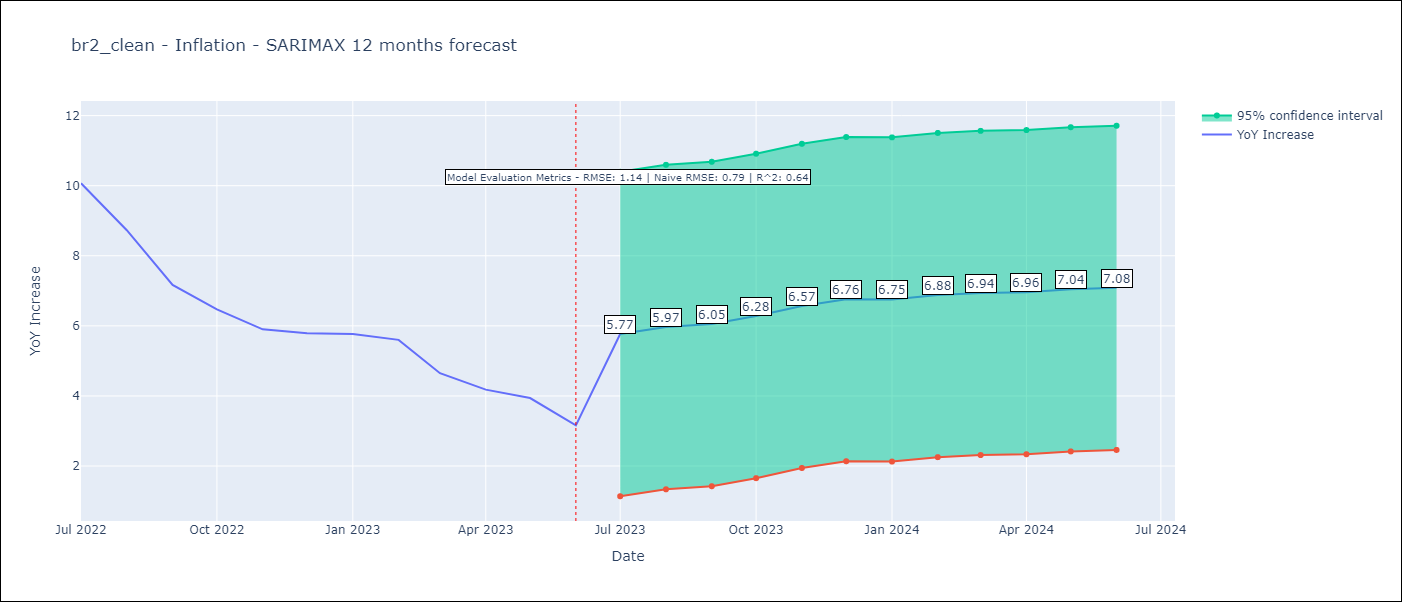 br2_clean - Inflation - SARIMAX 12 months forecast
12
10
8
6
4
2
YoY Increase
Model Evaluation Metrics - RMSE: 1.14 | Naive RMSE: 0.79 | R^2: 0.64
5.77
5.97
6.05
6.28
6.57
6.76
6.75
6.88
6.94
6.96
7.04
7.08
Jul 2022
Oct 2022
Jan 2023
Apr 2023
Jul 2023
Oct 2023
Jan 2024
Apr 2024
Jul 2024
Date
95% confidence interval
YoY Increase